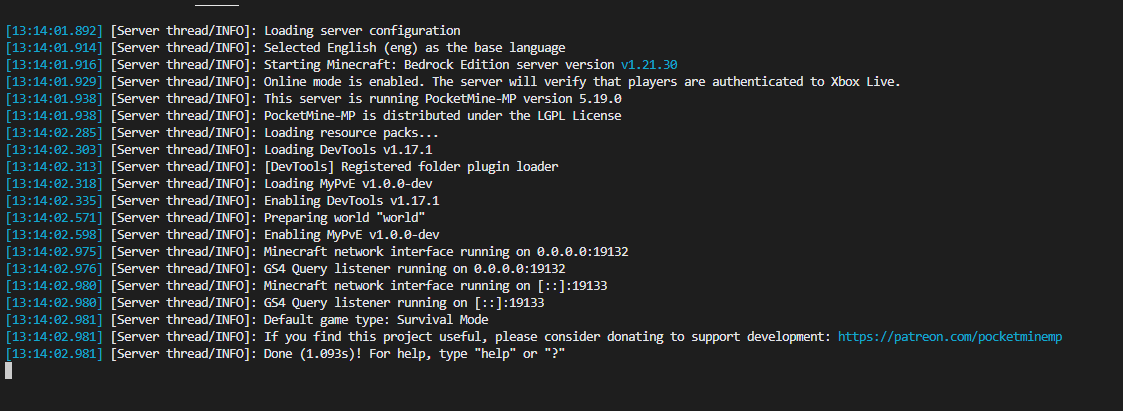 [13:14:01.892] [Server thread/INFO]: Loading server configuration
[13:14:01.914] [Server thread/INFO]: Selected English (eng) as the base language
[13:14:01.916] [Server thread/INFO]: Starting Minecraft: Bedrock Edition server version v1.21.30
[13:14:01.929] [Server thread/INFO]: Online mode is enabled. The server will verify that players are authenticated to Xbox Live.
[13:14:01.938] [Server thread/INFO]: This server is running PocketMine-MP version 5.19.0
[13:14:01.938] [Server thread/INFO]: PocketMine-MP is distributed under the LGPL License
[13:14:02.285] [Server thread/INFO]: Loading resource packs...
[13:14:02.303] [Server thread/INFO]: Loading DevTools v1.17.1
[13:14:02.313] [Server thread/INFO]: [DevTools] Registered folder plugin loader
[13:14:02.318] [Server thread/INFO]: Loading MyPvE v1.0.0-dev
[13:14:02.335] [Server thread/INFO]: Enabling DevTools v1.17.1
[13:14:02.571] [Server thread/INFO]: Preparing world "world"
[13:14:02.598] [Server thread/INFO]: Enabling MyPvE v1.0.0-dev
[13:14:02.975] [Server thread/INFO]: Minecraft network interface running on 0.0.0.0:19132
[13:14:02.976] [Server thread/INFO]: GS4 Query listener running on 0.0.0.0:19132
[13:14:02.980] [Server thread/INFO]: Minecraft network interface running on [::]:19133
[13:14:02.980] [Server thread/INFO]: GS4 Query listener running on [::]:19133
[13:14:02.981] [Server thread/INFO]: Default game type: Survival Mode
[13:14:02.981] [Server thread/INFO]: If you find this project useful, please consider donating to support development: https://patreon.com/pocketminemp
[13:14:02.981] [Server thread/INFO]: Done (1.093s)! For help, type "help" or "?"